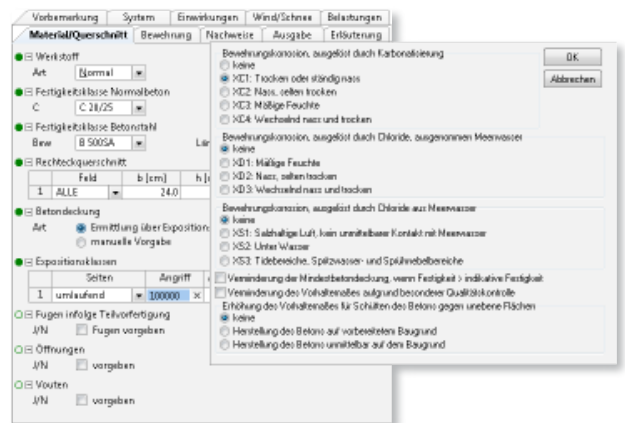 Vorbemerkung System Einwirkungen Wind/Schnee Belastungen
Material/Querschnitt Bewehrung Nachweise Ausgabe Erläuterung
Werkstoff
Art Normal
Festigkeitsklasse Normalbeton
C C 20/25
Festigkeitsklasse Betonstahl
Bew B 500SA Län
Rechteckquerschnitt
Feld b [cm] h [c
1 ALLE 24.0
Betondeckung
Art Ermittlung über Expositions
manuelle Vorgabe
Expositionsklassen
Seiten Angriff
1 umlaufend 100000
Fugen infolge Teilvorfertigung
J/N Fugen vorgeben
Öffnungen
J/N vorgeben
Vouten
J/N vorgeben
Bewehrungskorrosion, ausgelöst durch Karbonatisierung
keine
XC1: Trocken oder ständig nass
XC2: Nass, selten trocken
XC3: Mäßige Feuchte
XC4: Wechselnd nass und trocken
OK
Abbrechen
Bewehrungskorrosion, ausgelöst durch Chloride, ausgenommen Meerwasser
keine
XD1: Mäßige Feuchte
XD2: Nass, selten trocken
XD3: Wechselnd nass und trocken
Bewehrungskorrosion, ausgelöst durch Chloride aus Meerwasser
keine
XS1: Salzhaltige Luft, kein unmittelbarer Kontakt mit Meerwasser
XS2: Unter Wasser
XS3: Tidebereiche, Spritzwasser- und Sprühnebelbereiche
Verminderung der Mindestbetondeckung, wenn Festigkeit > indikative Festigkeit
Verminderung des Vorhaltemaßes aufgrund besonderer Qualitätskontrolle
Erhöhung des Vorhaltemaßes für Schütten des Betons gegen unebene Flächen
keine
Herstellung des Betons auf vorbereitetem Baugrund
Herstellung des Betons unmittelbar auf dem Baugrund